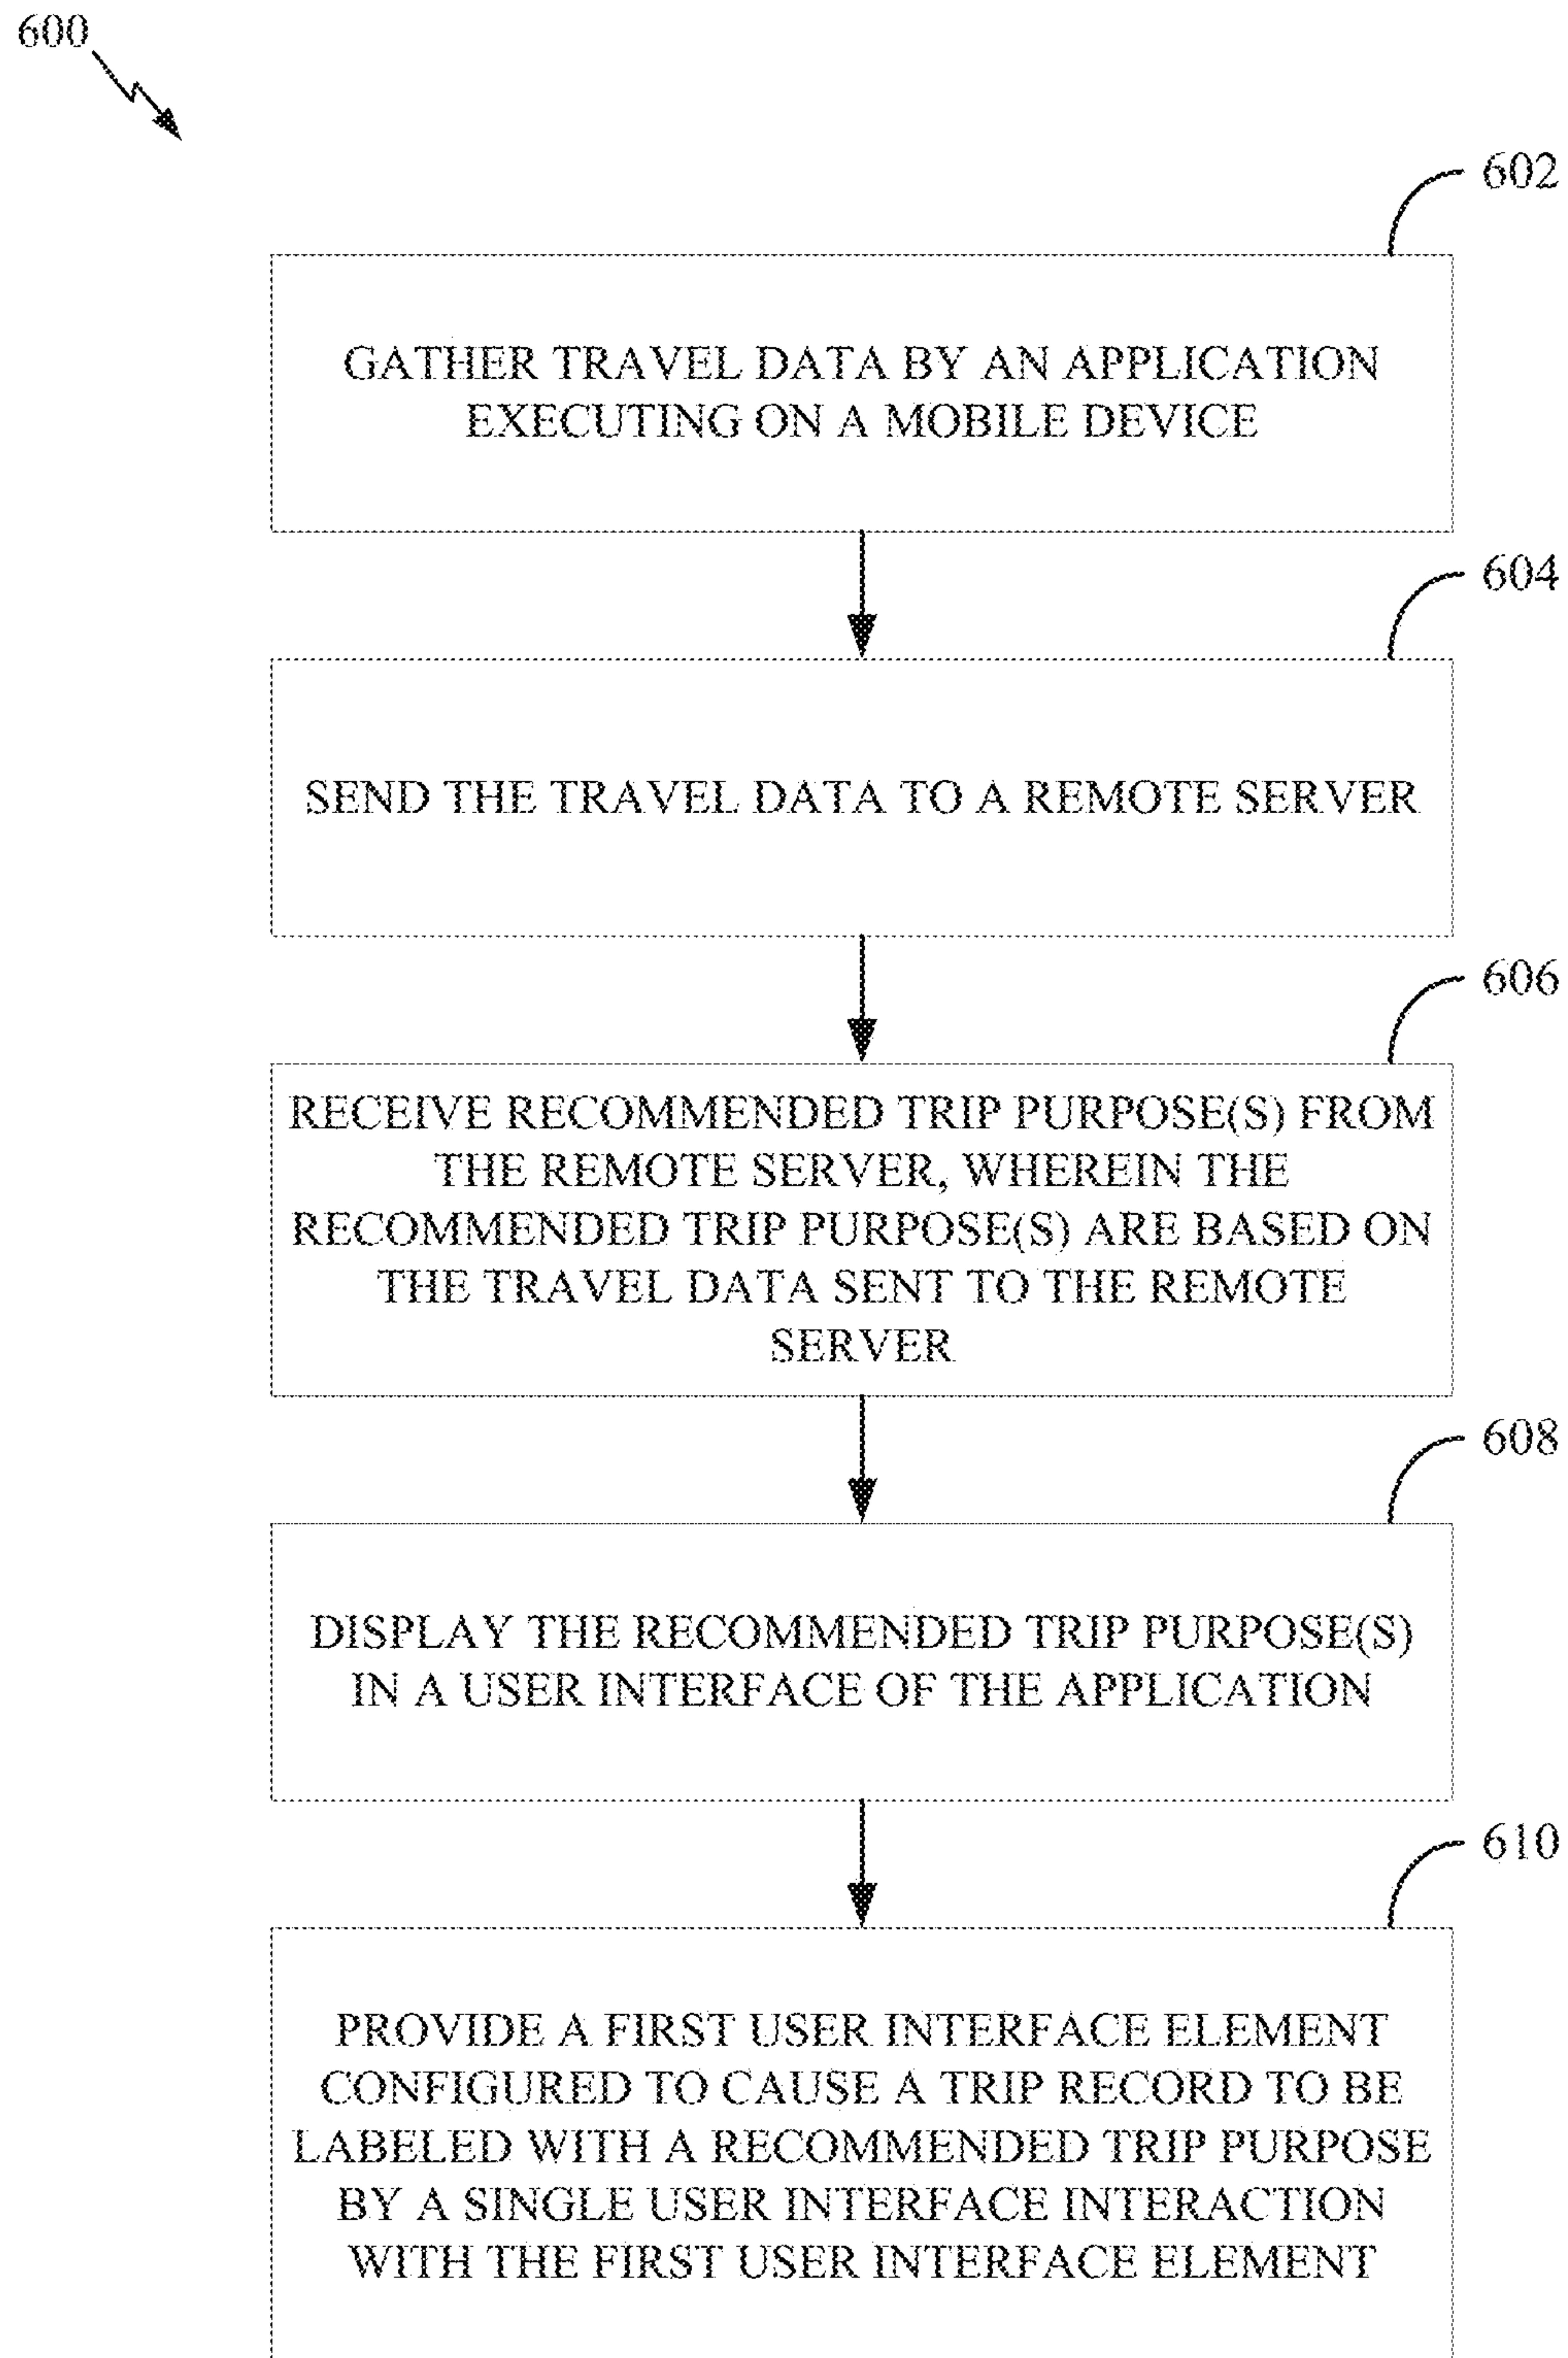 600
602
GATHER TRAVEL DATA BY AN APPLICATION
EXECUTING ON A MOBILE DEVICE
604
SEND THE TRAVEL DATA TO A REMOTE SERVER
606
RECEIVE RECOMMENDED TRIP PURPOSE(S) FROM
THE REMOTE SERVER, WHEREIN THE
RECOMMENDED TRIP PURPOSE(S) ARE BASED ON
THE TRAVEL DATA SENT TO THE REMOTE
SERVER
608
DISPLAY THE RECOMMENDED TRIP PURPOSE(S)
IN A USER INTERFACE OF THE APPLICATION
610
PROVIDE A FIRST USER INTERFACE ELEMENT
CONFIGURED TO CAUSE A TRIP RECORD TO BE
LABELED WITH A RECOMMENDED TRIP PURPOSE
BY A SINGLE USER INTERFACE INTERACTION
WITH THE FIRST USER INTERFACE ELEMENT